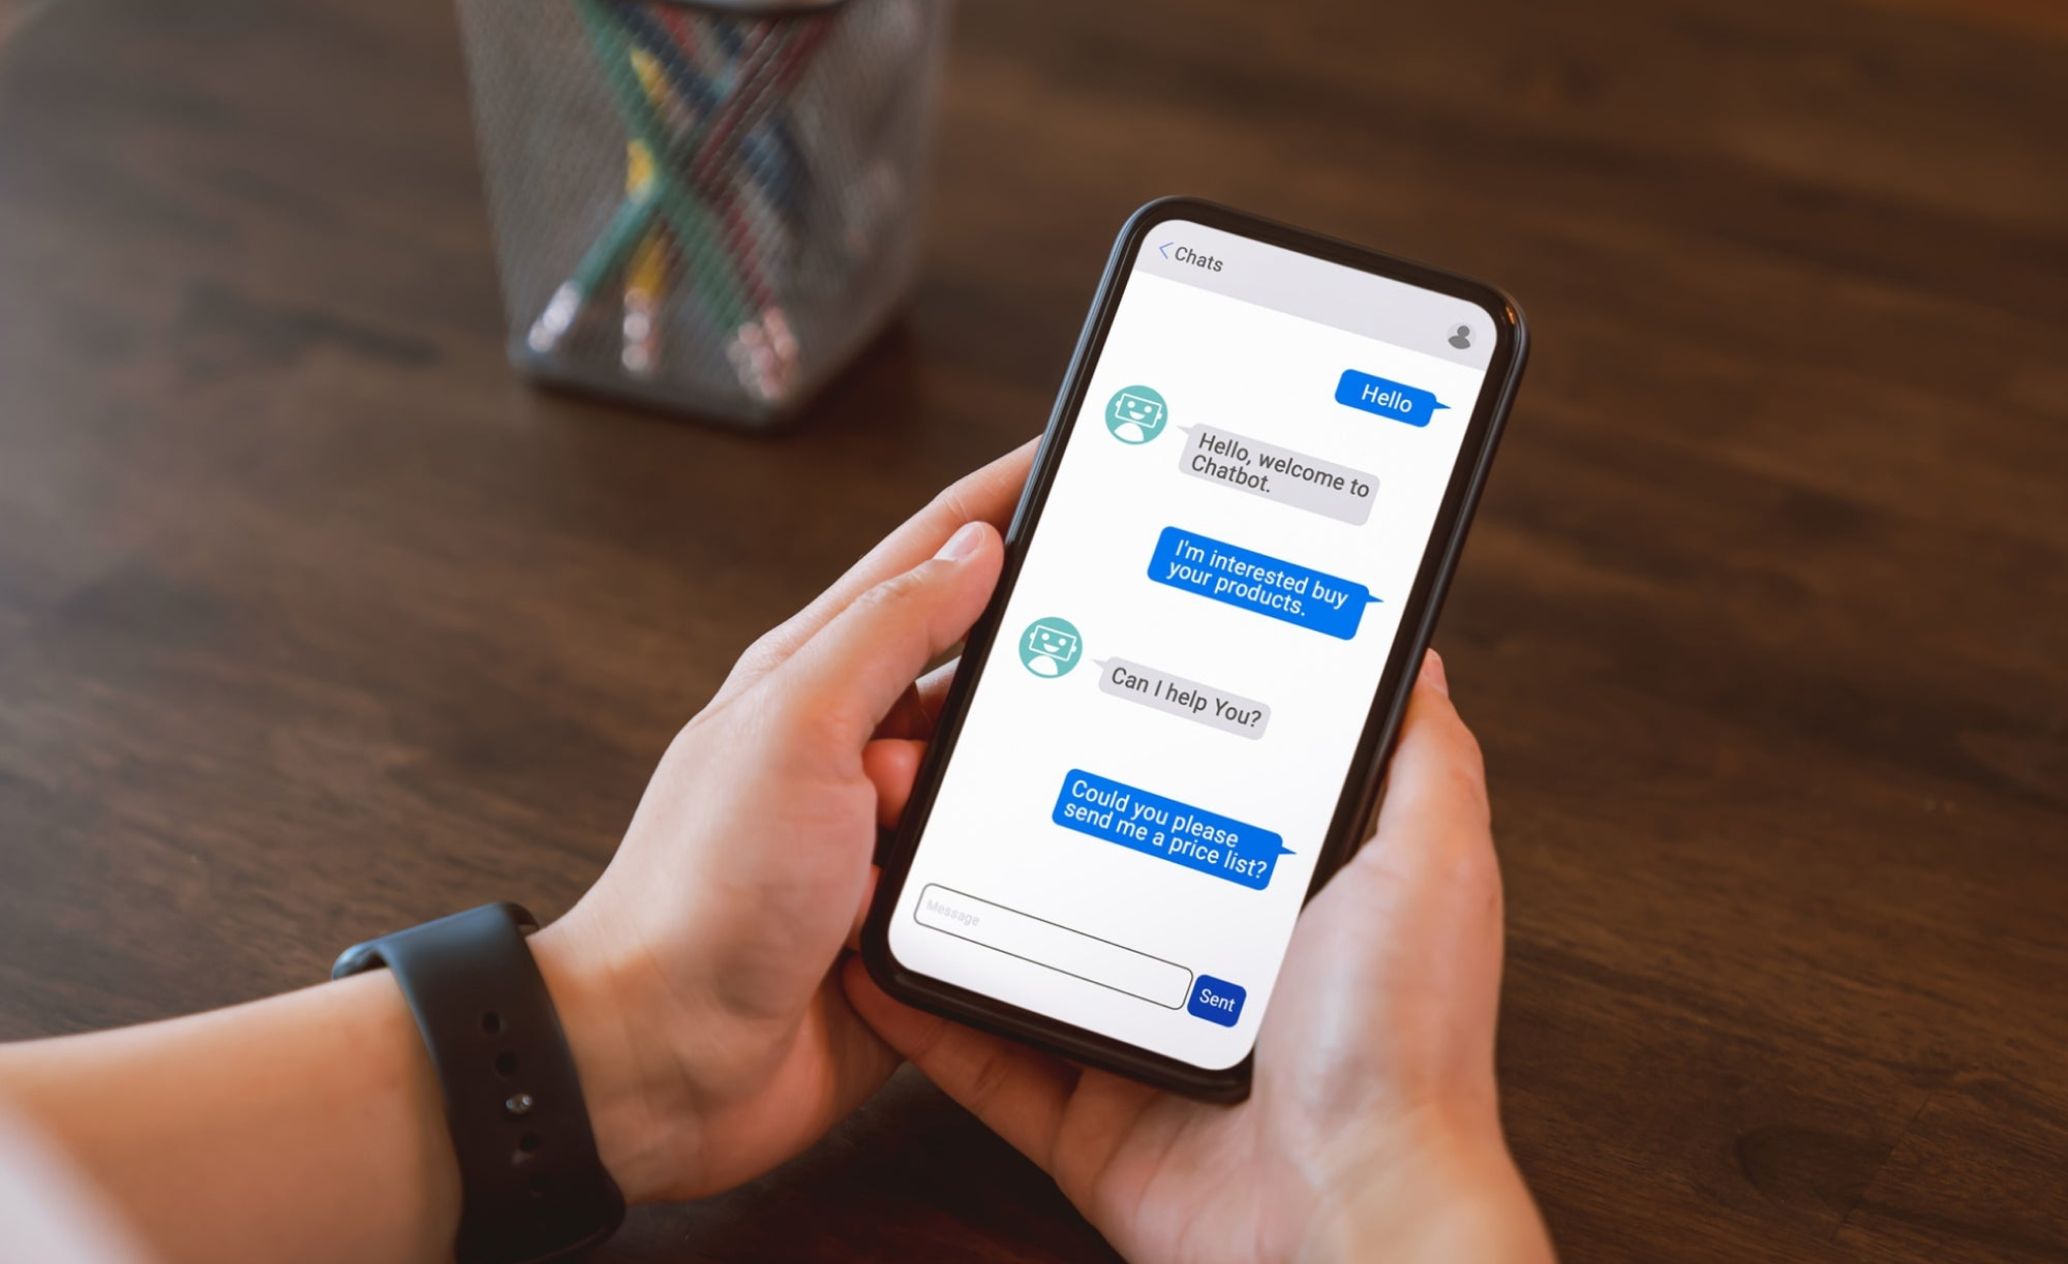 Chats
Hello
Hello, welcome to
Chatbot.
I'm interested buy
your products.
Can I help You?
Could you please
send me a price list?
Message
Sent